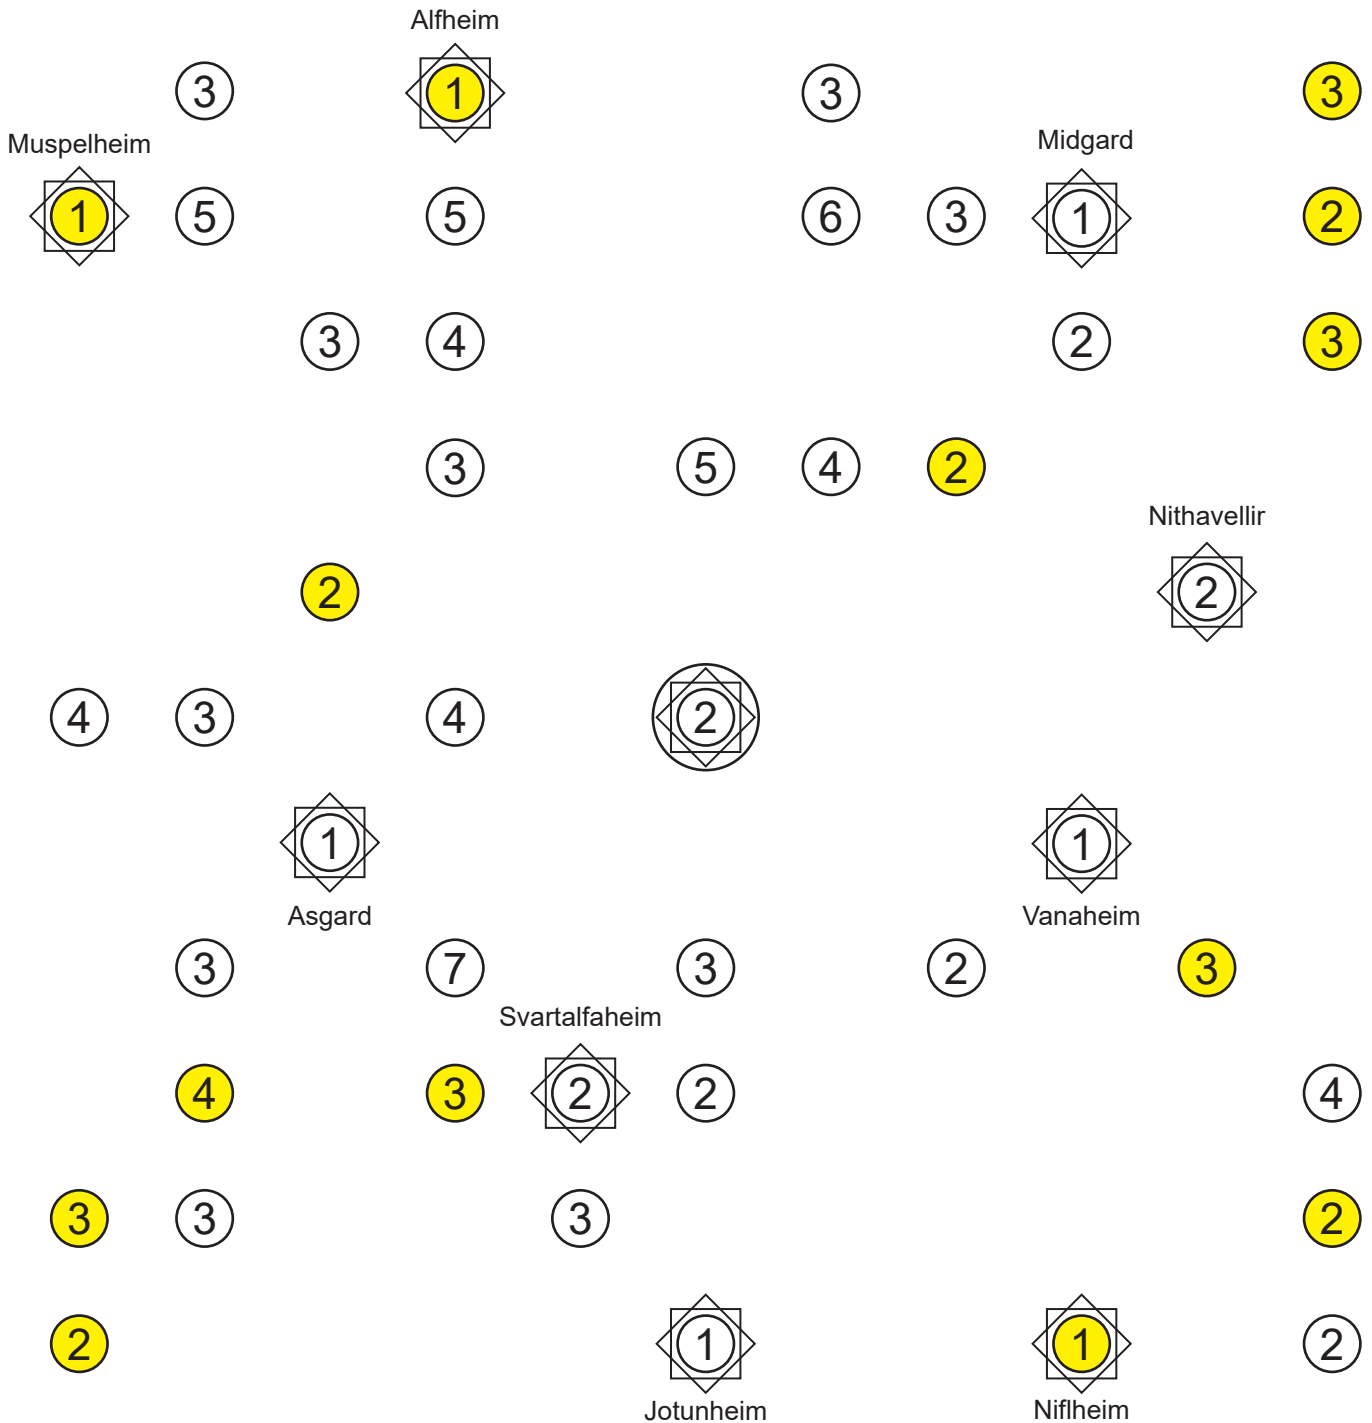 Alfheim
3 1 3 3
Muspelheim Midgard
1 5 5 6 3 1 2
3 4 2 3
3 5 4 2
Nithavellir
2 2
4 3 4 2
1 1
Asgard Vanaheim
3 7 3 2 3
Svartalfaheim
4 3 2 2 4
3 3 3 2
2 1 1 2
Jotunheim Niflheim